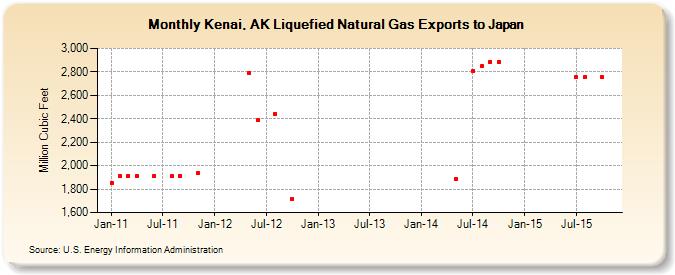 Monthly Kenai, AK Liquefied Natural Gas Exports to Japan
Million Cubic Feet
3,000
2,800
2,600
2,400
2,200
2,000
1,800
1,600
Jan-11 Jul-11 Jan-12 Jul-12 Jan-13 Jul-13 Jan-14 Jul-14 Jan-15 Jul-15
Source: U.S. Energy Information Administration